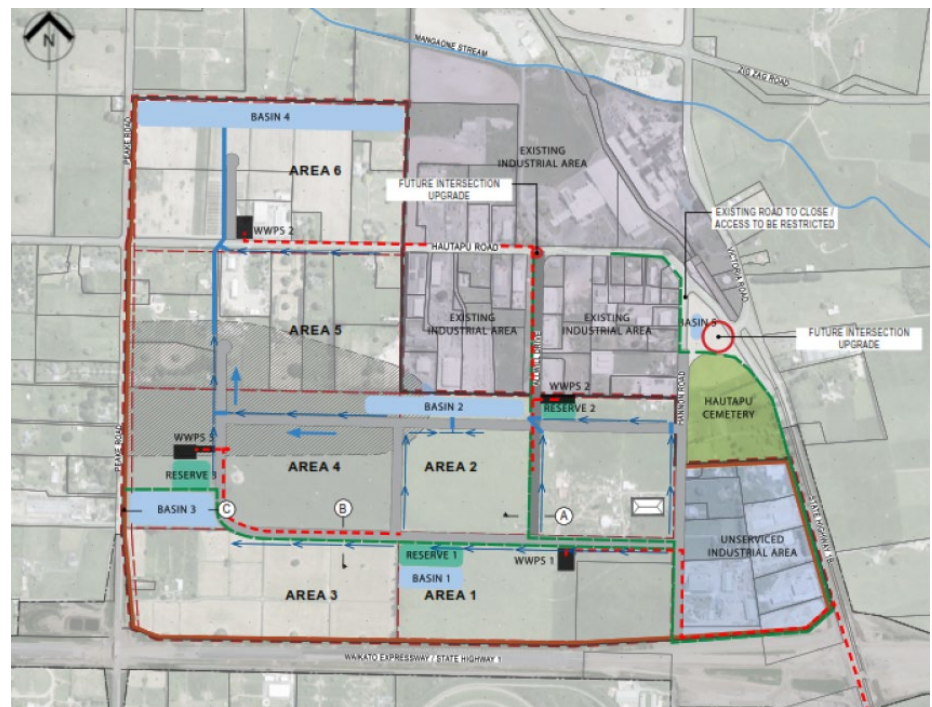 N
MANGAONE STREAM
ZIG ZAG ROAD
PEAKE ROAD
BASIN 4
EXISTING
INDUSTRIAL AREA
AREA 6
FUTURE INTERSECTION
UPGRADE
EXISTING ROAD TO CLOSE /
ACCESS TO BE RESTRICTED
WWPS 2
HAUTAPU ROAD
VICTORIA ROAD
EXISTING
INDUSTRIAL AREA
EXISTING
INDUSTRIAL AREA
AREA 5
BASIN 5
FUTURE INTERSECTION
UPGRADE
WWPS 2
BASIN 2
RESERVE 2
HANNON ROAD
HAUTAPU
CEMETERY
PEAKE ROAD
WWPS 3
AREA 4
AREA 2
RESERVE 3
BASIN 3
C
B
A
STATE HIGHWAY 1B
UNSERVICED
INDUSTRIAL AREA
RESERVE 1
WWPS 1
BASIN 1
AREA 3
AREA 1
WAIKATO EXPRESSWAY / STATE HIGHWAY 1